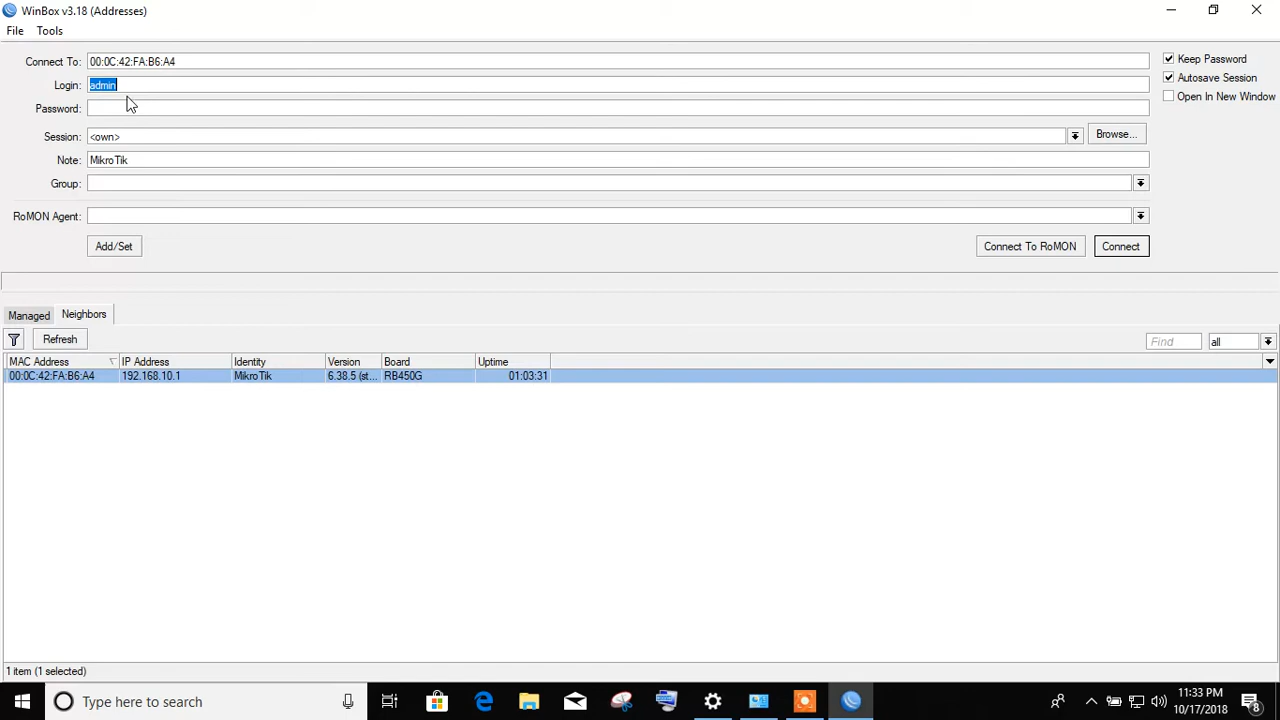 WinBox v3.18 (Addresses)
File Tools
Connect To: 00:0C:42:FA:B6:A4
Keep Password
Login: admin
Autosave Session
Open In New Window
Password:
Session: <own>
Browse...
Note: MikroTik
Group:
RoMON Agent:
Add/Set
Connect To RoMON
Connect
Managed
Neighbors
Refresh
Find
all
MAC Address IP Address Identity Version Board Uptime
00:0C:42:FA:B6:A4 192.168.10.1 MikroTik 6.38.5 (st... RB450G 01:03:31
1 item (1 selected)
Type here to search
11:33 PM
10/17/2018
8